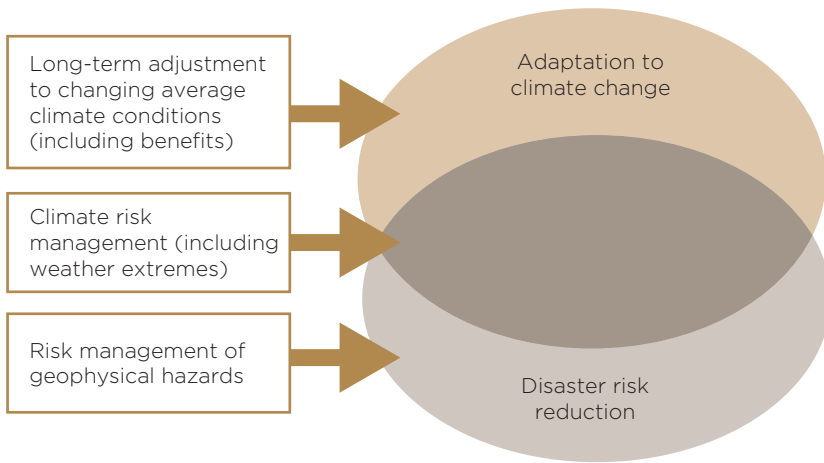 Long-term adjustment
to changing average
climate conditions
(including benefits)
Adaptation to
climate change
Climate risk
management (including
weather extremes)
Risk management of
geophysical hazards
Disaster risk
reduction